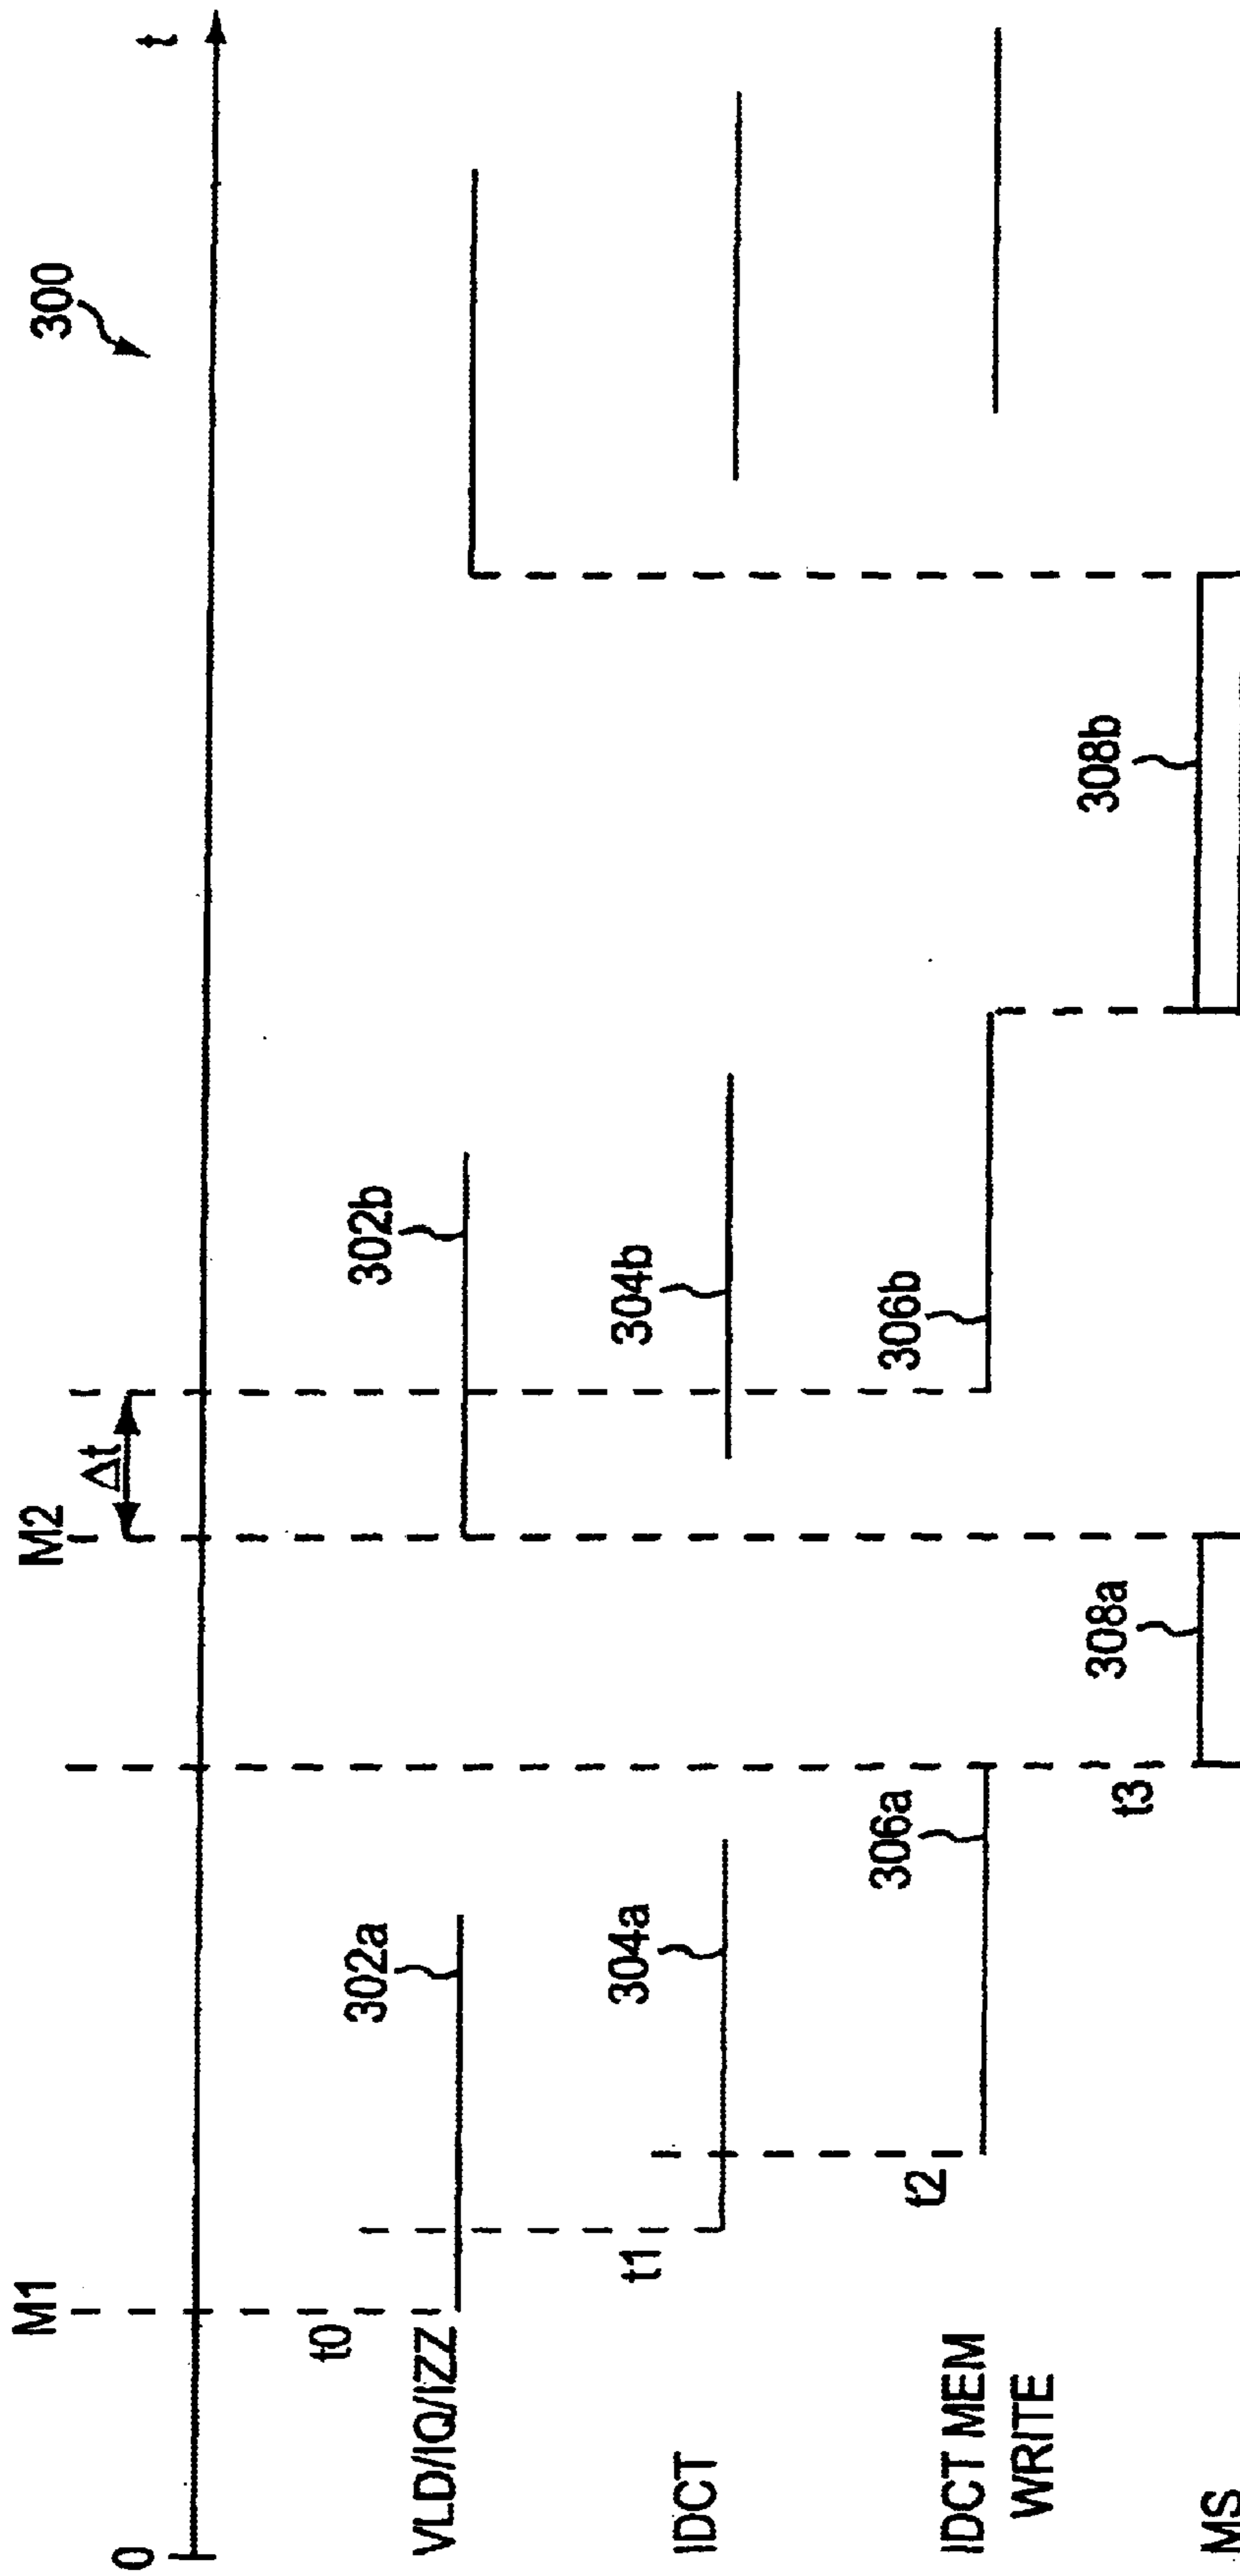 300
0
t
M1
M2
Δt
t0
VLD/IQ/IZZ
302a
302b
t1
IDCT
304a
304b
t2
IDCT MEM
WRITE
306a
306b
t3
MS
308a
308b